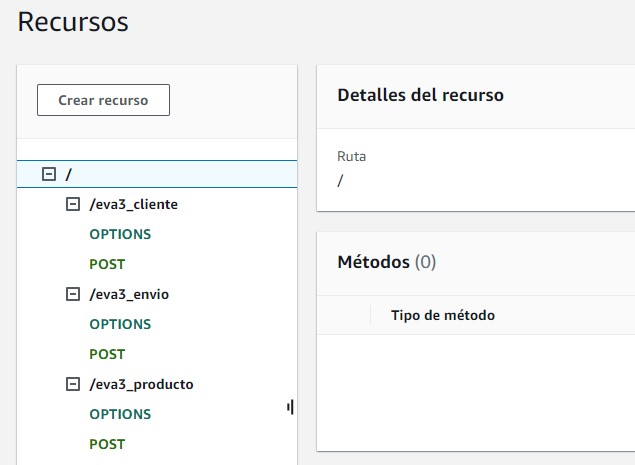 Recursos
Crear recurso
/
/eva3_cliente
OPTIONS
POST
/eva3_envio
OPTIONS
POST
/eva3_producto
OPTIONS
POST
Detalles del recurso
Ruta
/
Métodos (0)
Tipo de método